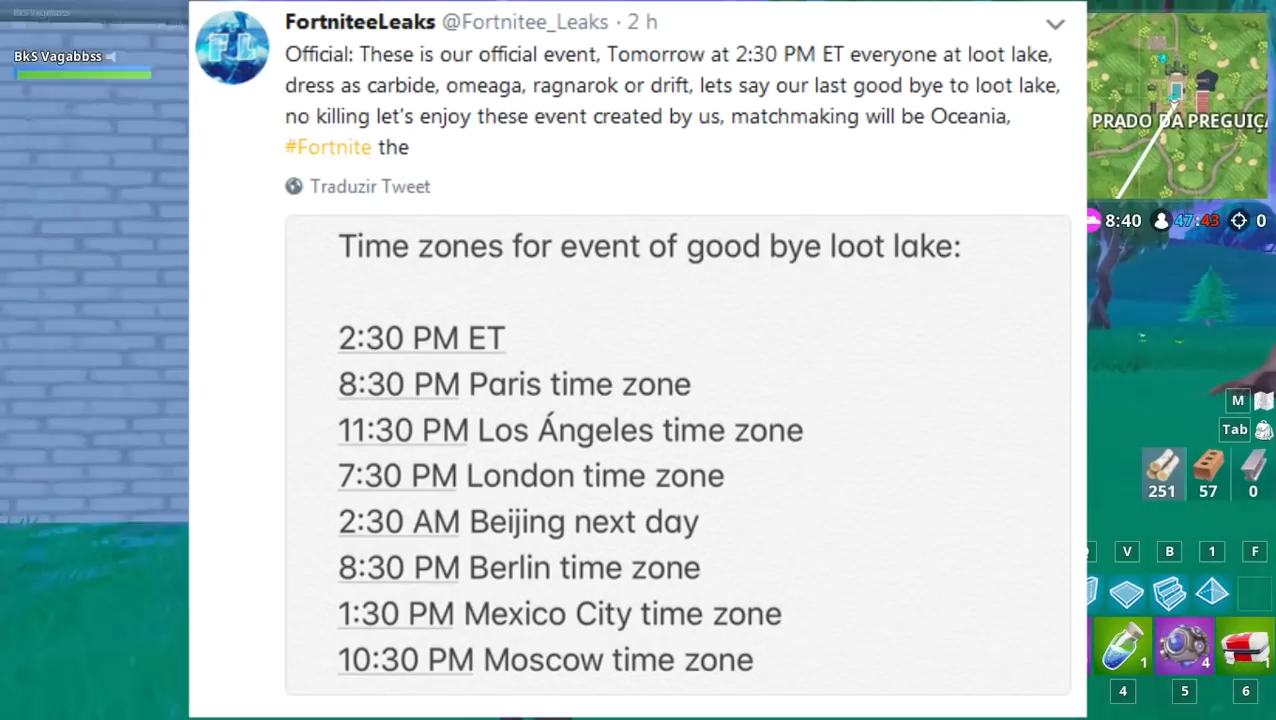 BkS Vagabbss
FortniteeLeaks @Fortnitee_Leaks · 2 h
Official: These is our official event, Tomorrow at 2:30 PM ET everyone at loot lake,
dress as carbide, omeaga, ragnarok or drift, lets say our last good bye to loot lake,
no killing let's enjoy these event created by us, matchmaking will be Oceania,
#Fortnite the
Traduzir Tweet
Time zones for event of good bye loot lake:
2:30 PM ET
8:30 PM Paris time zone
11:30 PM Los Ángeles time zone
7:30 PM London time zone
2:30 AM Beijing next day
8:30 PM Berlin time zone
1:30 PM Mexico City time zone
10:30 PM Moscow time zone
PRADO DA PREGUIÇA
8:40 47:43 0
M
Tab
251 57 0
V B 1 F
1 4 1
4 5 6